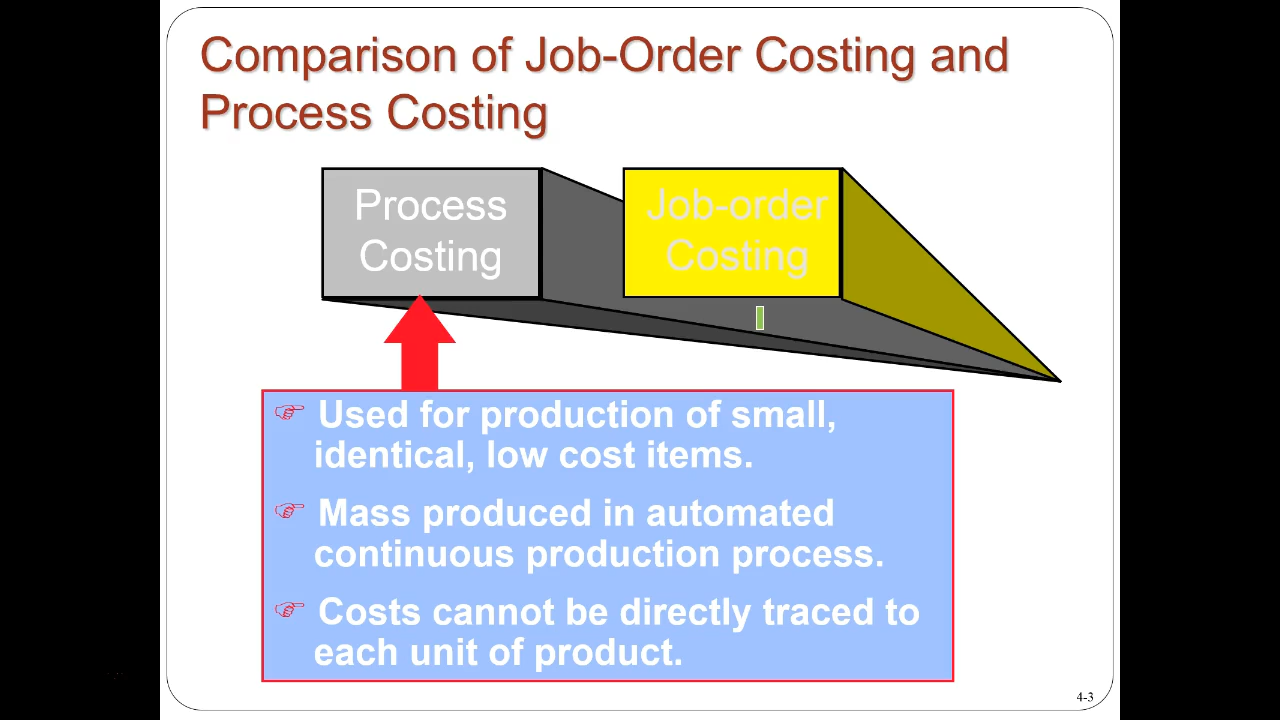 Comparison of Job-Order Costing and
Process Costing
Process
Costing
Job-order
Costing
Used for production of small,
identical, low cost items.
Mass produced in automated
continuous production process.
Costs cannot be directly traced to
each unit of product.
4-3